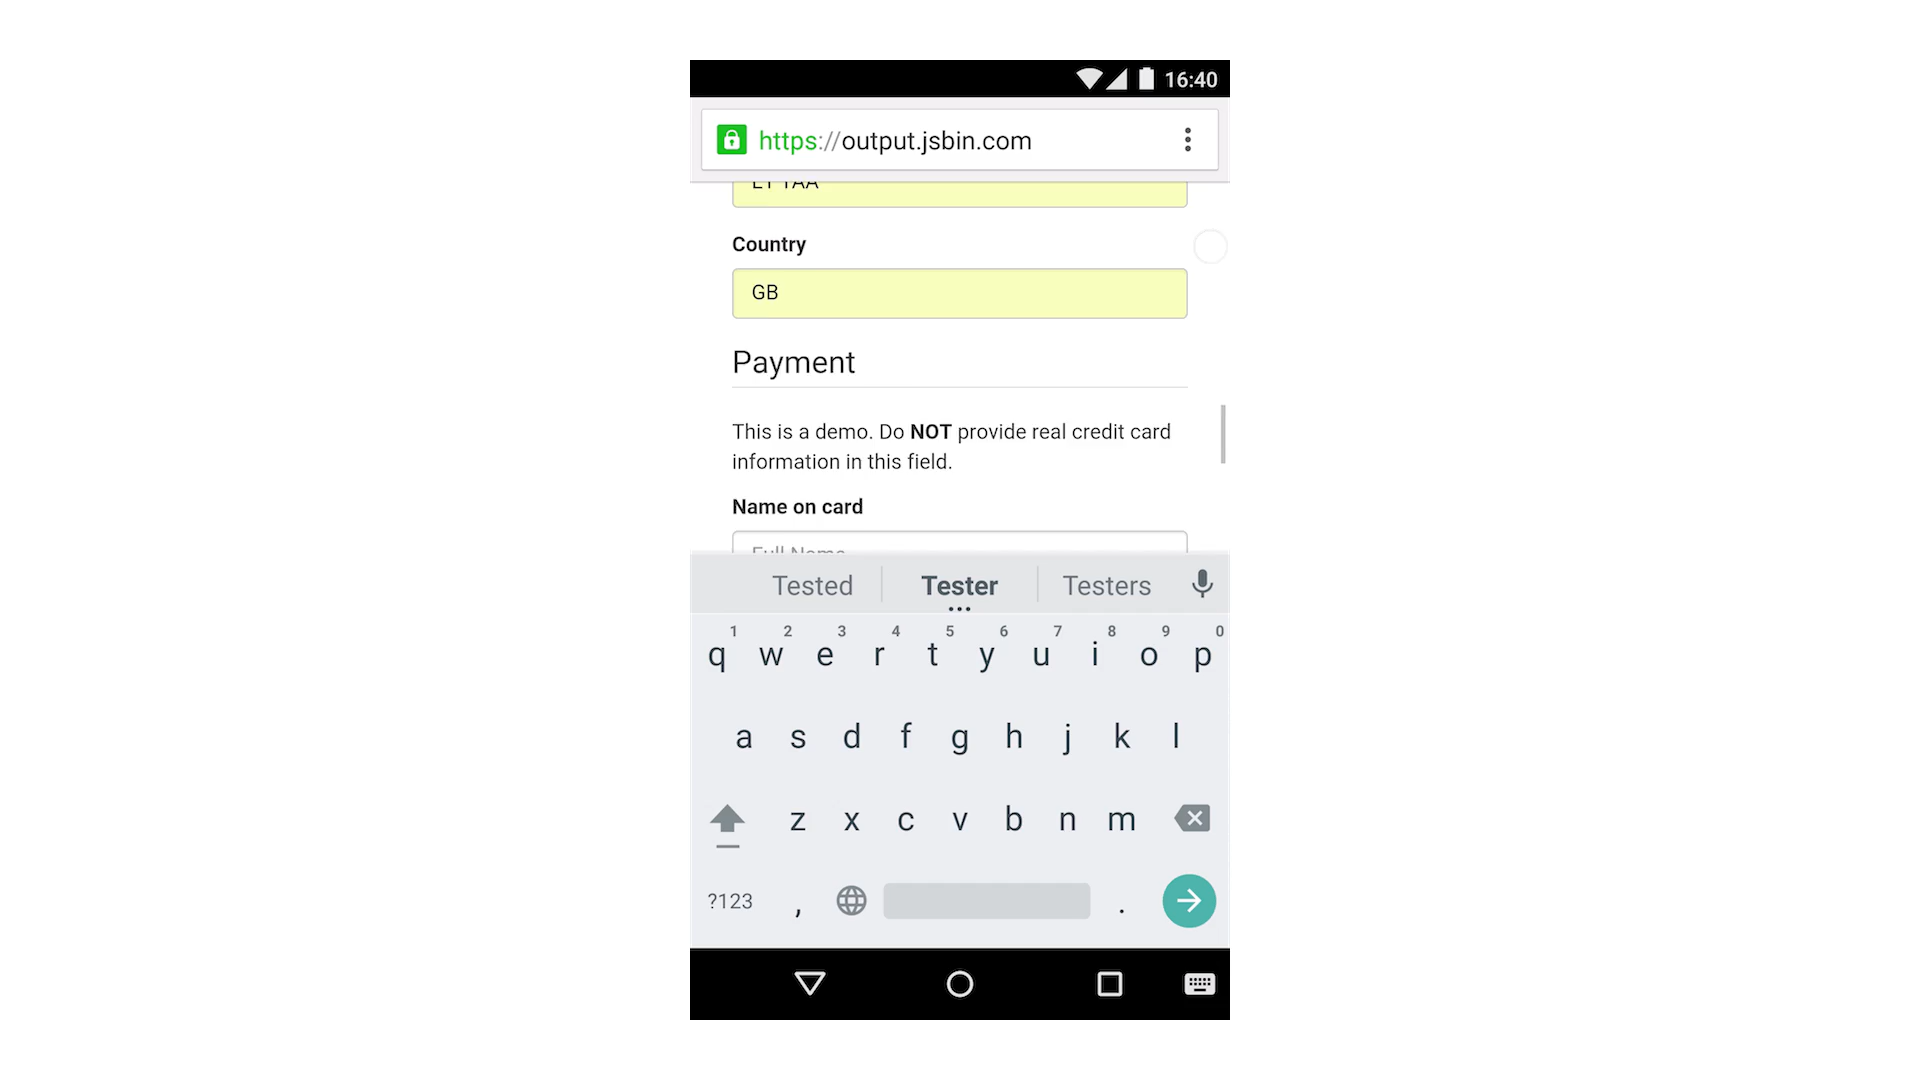 16:40
https://output.jsbin.com
Country
GB
Payment
This is a demo. Do NOT provide real credit card
information in this field.
Name on card
Full Name
Tested Tester Testers
1 2 3 4 5 6 7 8 9 0
q w e r t y u i o p
a s d f g h j k l
z x c v b n m
?123 , .